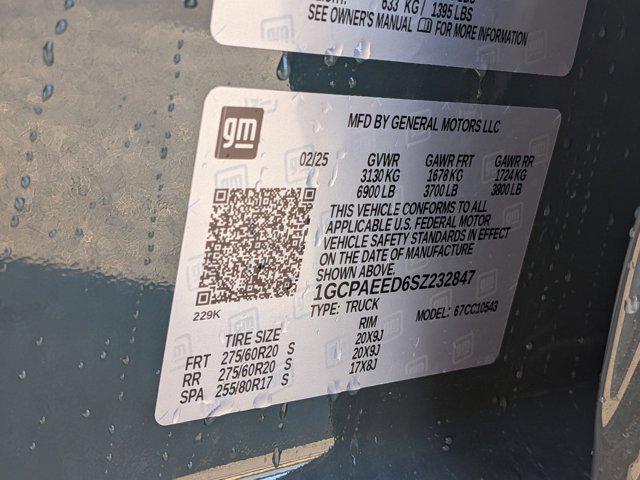 633 KG / 1395 LBS
SEE OWNER'S MANUAL FOR MORE INFORMATION
gm
MFD BY GENERAL MOTORS LLC
02/25 GVWR GAWR FRT GAWR RR
3130 KG 1678 KG 1724 KG
6900 LB 3700 LB 3800 LB
THIS VEHICLE CONFORMS TO ALL
APPLICABLE U.S. FEDERAL MOTOR
VEHICLE SAFETY STANDARDS IN EFFECT
ON THE DATE OF MANUFACTURE
SHOWN ABOVE.
1GCPAEED6SZ232847
229K
TYPE: TRUCK MODEL: 67CC10543
TIRE SIZE RIM
FRT 275/60R20 S 20X9J
RR 275/60R20 S 20X9J
SPA 255/80R17 S 17X8J